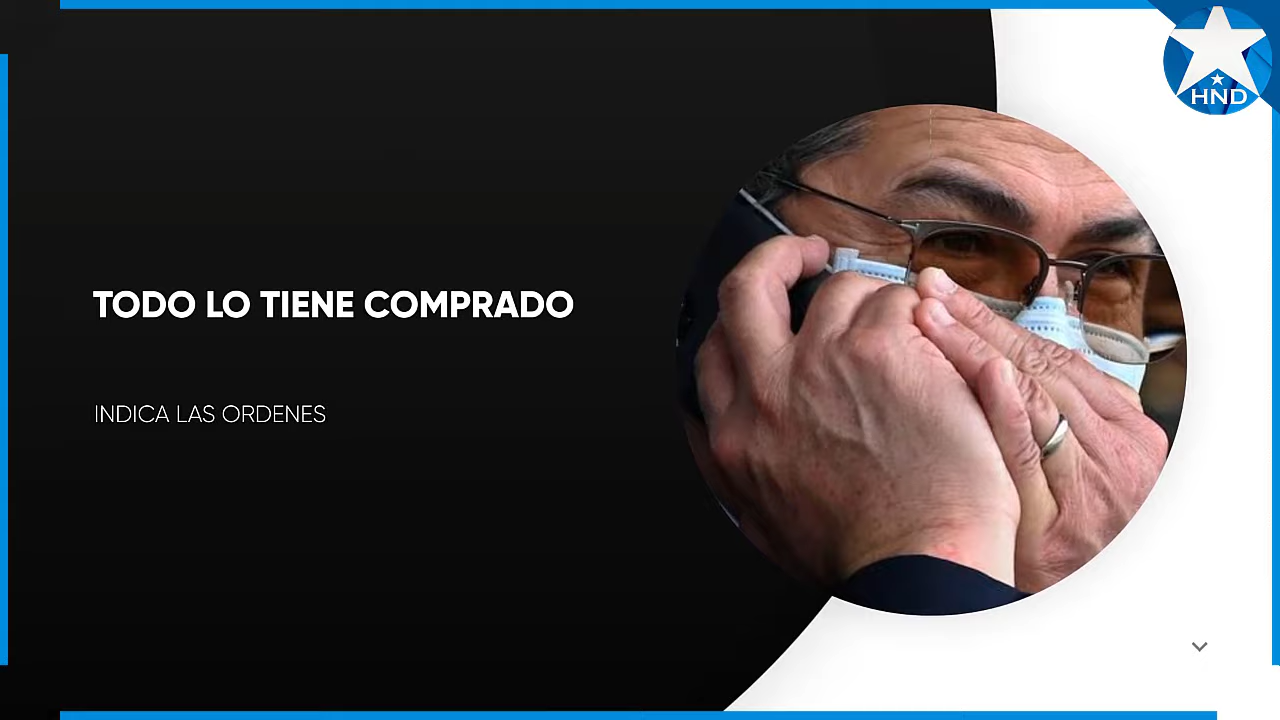 HND
TODO LO TIENE COMPRADO
INDICA LAS ORDENES